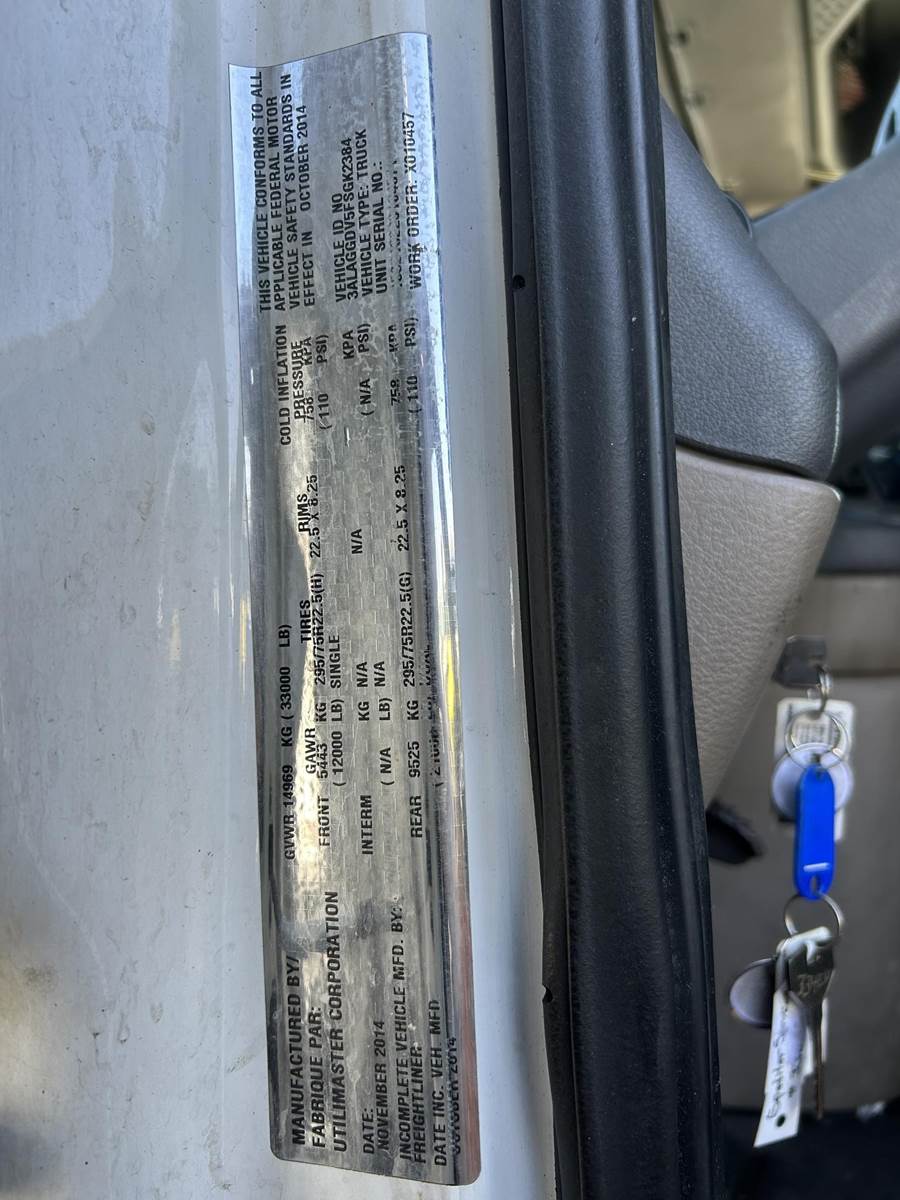 MANUFACTURED BY/
FABRIQUE PAR:
UTILIMASTER CORPORATION
DATE:
NOVEMBER 2014
INCOMPLETE VEHICLE MFD. BY:
FREIGHTLINER
DATE INC. VEH MFD
OCTOBER 2014
GVWR 14969 KG ( 33000 LB)
GAWR TIRES RIMS COLD INFLATION PRESSURE
FRONT 5443 KG 295/75R22.5(H) 22.5 X 8.25 758 KPA
( 12000 LB) SINGLE ( 110 PSI)
INTERM N/A KG N/A N/A KPA
( N/A LB) N/A ( N/A PSI)
REAR 9525 KG 295/75R22.5(G) 22.5 X 8.25 758 KPA
( 110 PSI)
THIS VEHICLE CONFORMS TO ALL
APPLICABLE FEDERAL MOTOR
VEHICLE SAFETY STANDARDS IN
EFFECT IN OCTOBER 2014
VEHICLE ID NO
3ALAGGDV5FSGK2384
VEHICLE TYPE: TRUCK
UNIT SERIAL NO.:
WORK ORDER: X010457